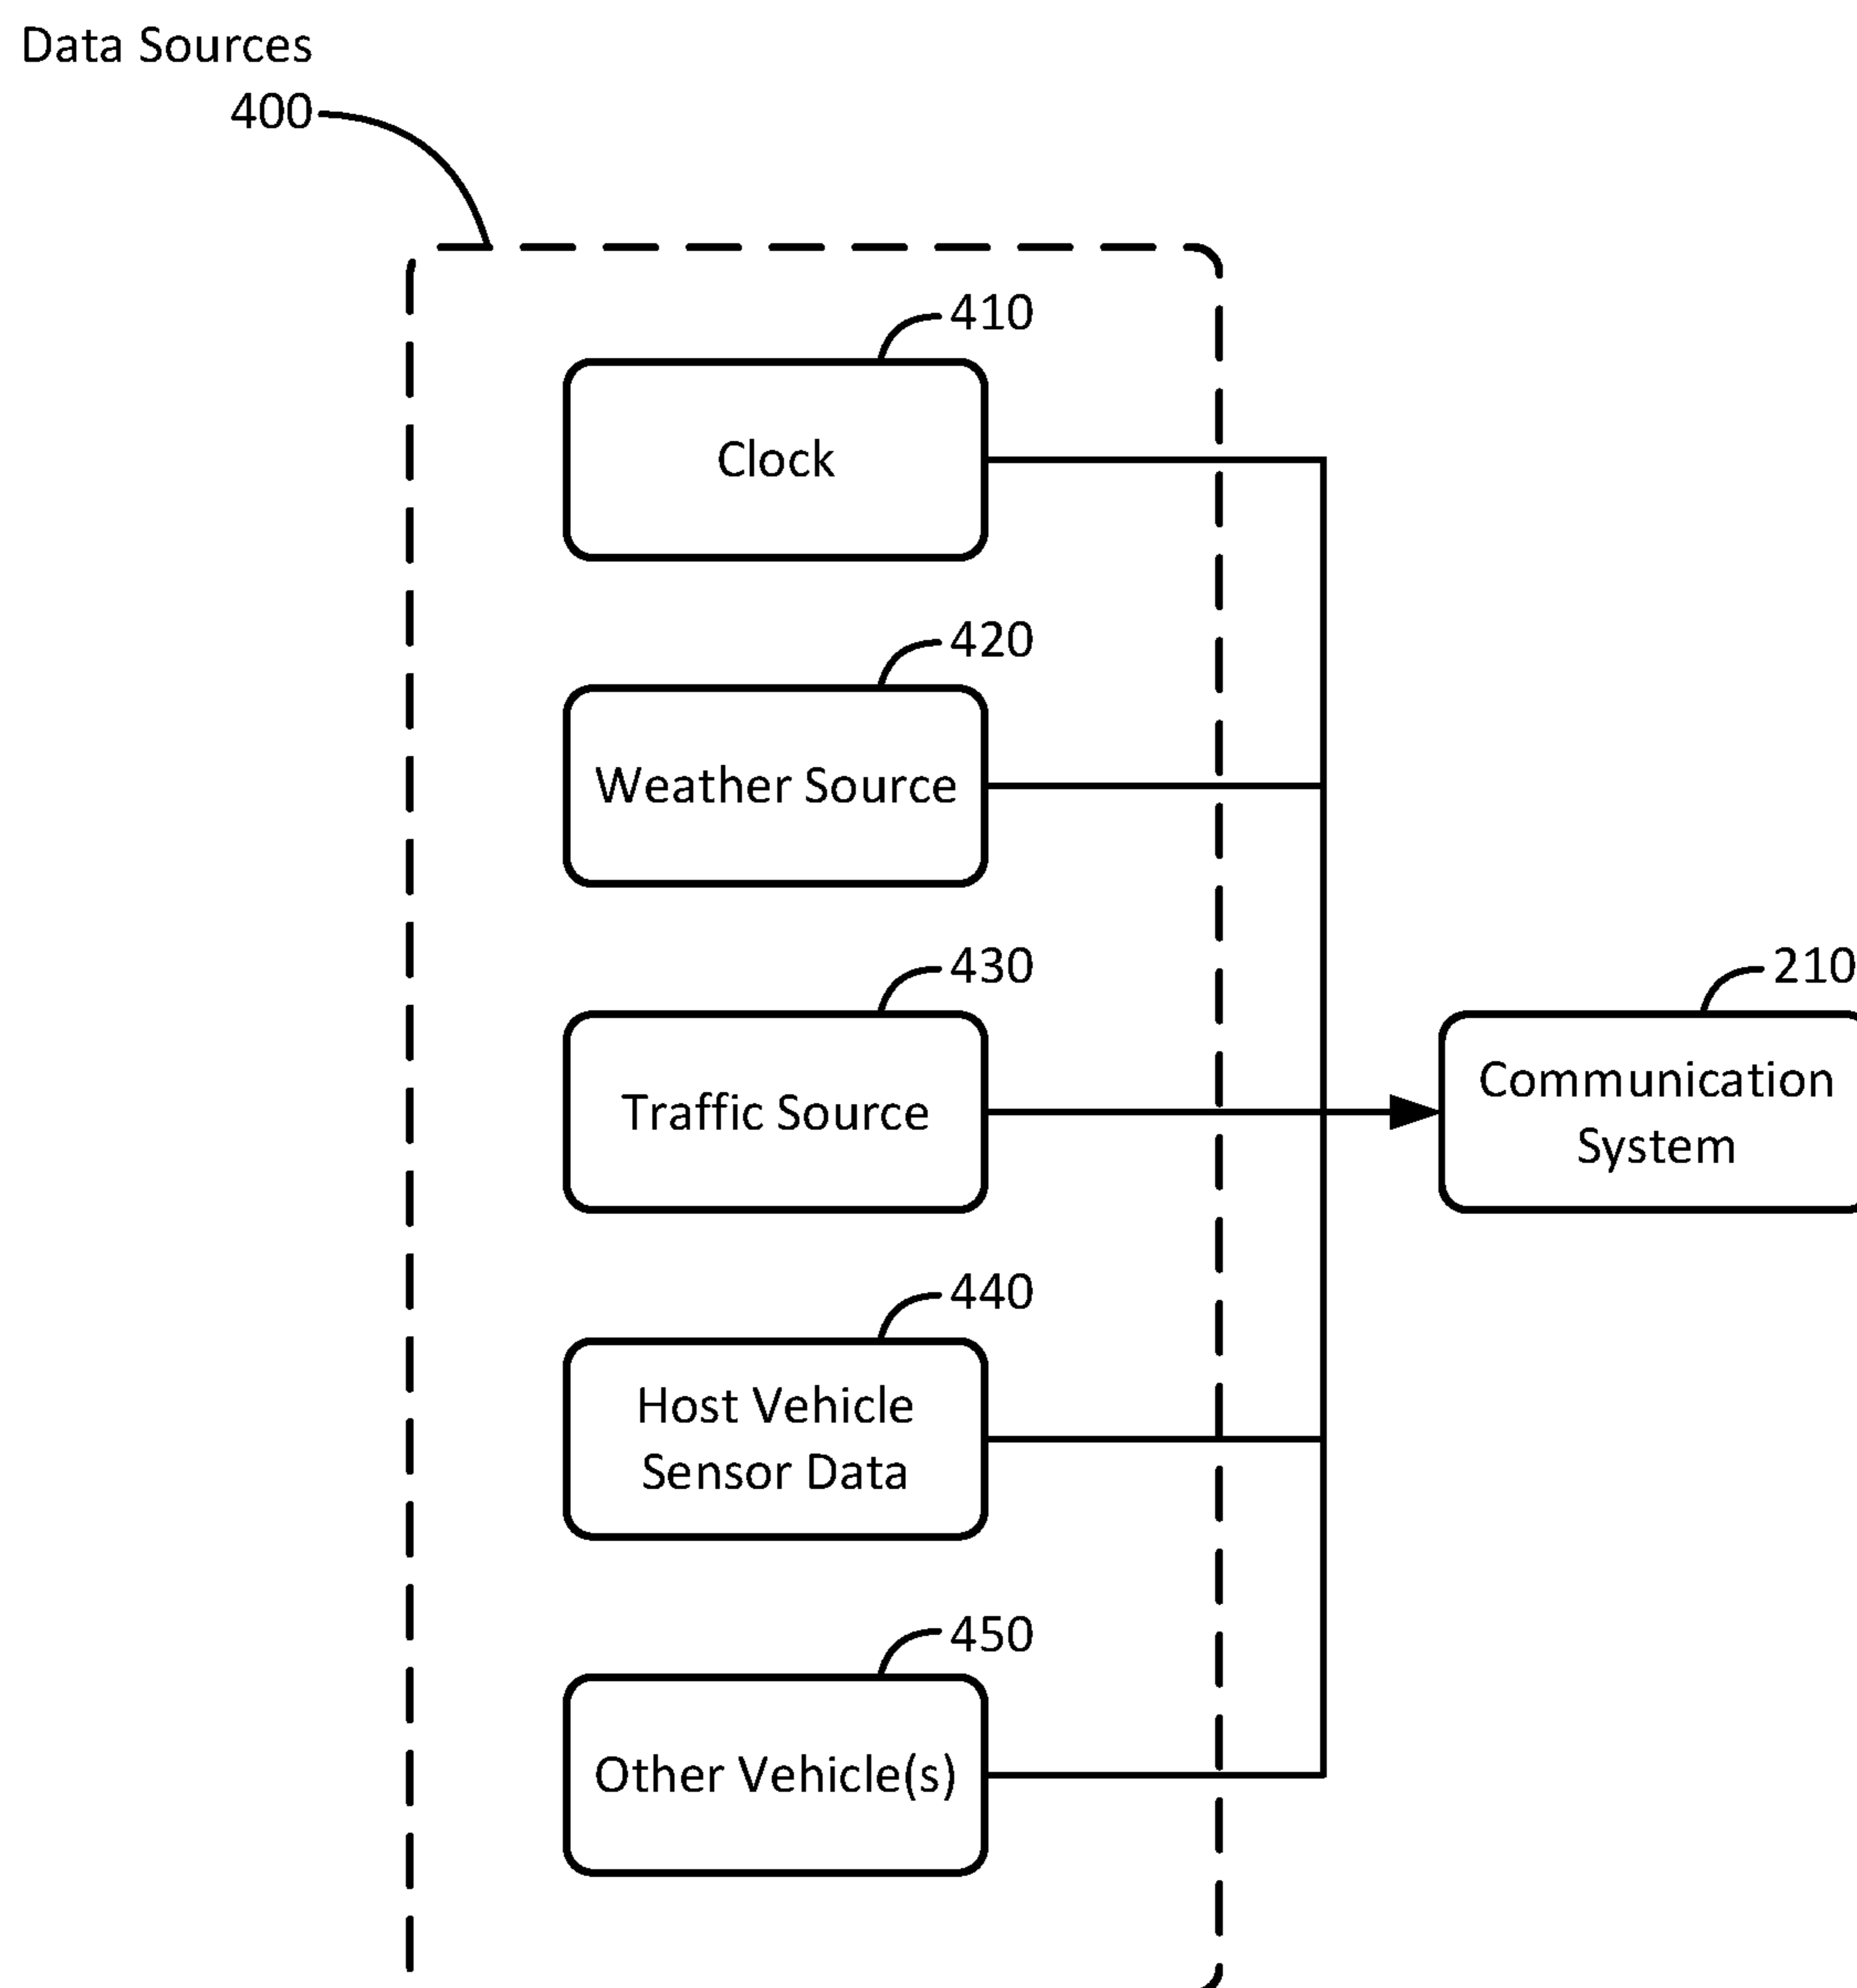 Data Sources
400
410
Clock
420
Weather Source
430
Traffic Source
210
Communication
System
440
Host Vehicle
Sensor Data
450
Other Vehicle(s)